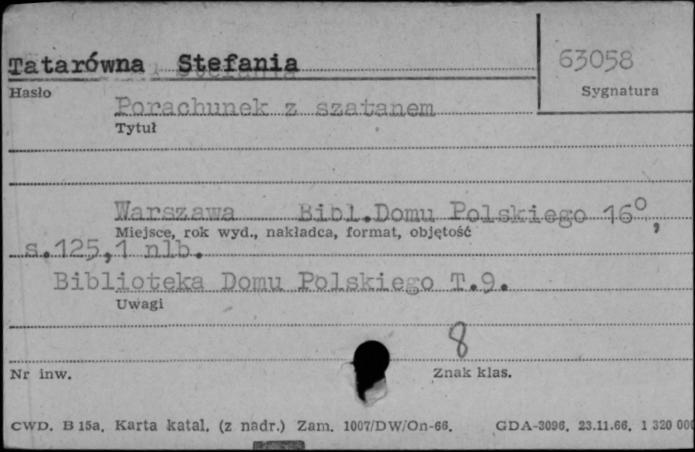 Tatarówna Stefania
63058
Hasło
Sygnatura
Porachunek z szatanem
Tytuł
Warszawa Bibl.Domu Polskiego 16°,
Miejsce, rok wyd., nakładca, format, objętość
s.125,1 nlb.
Biblioteka Domu Polskiego T.9.
Uwagi
8
Nr inw.
Znak klas.
CWD. B 15a. Karta katal. (z nadr.) Zam. 1007/DW/On-66. GDA-3096. 23.11.66. 1 320 000